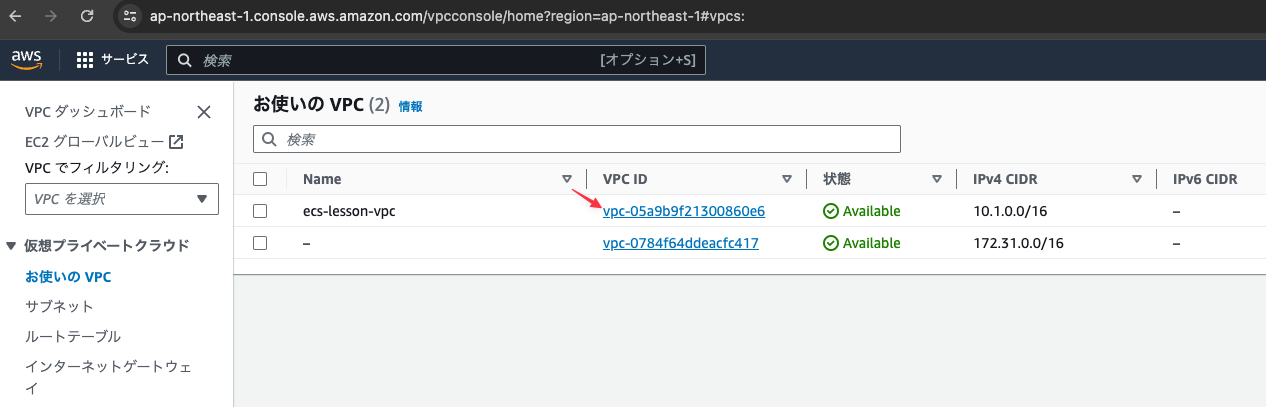 ap-northeast-1.console.aws.amazon.com/vpcconsole/home?region=ap-northeast-1#vpcs:
aws サービス 検索 [オプション+S]
VPC ダッシュボード
EC2 グローバルビュー
VPC でフィルタリング:
VPC を選択
仮想プライベートクラウド
お使いの VPC
サブネット
ルートテーブル
インターネットゲートウェ
イ
お使いの VPC (2) 情報
検索
Name VPC ID 状態 IPv4 CIDR IPv6 CIDR
ecs-lesson-vpc vpc-05a9b9f21300860e6 Available 10.1.0.0/16 –
– vpc-0784f64ddeacfc417 Available 172.31.0.0/16 –